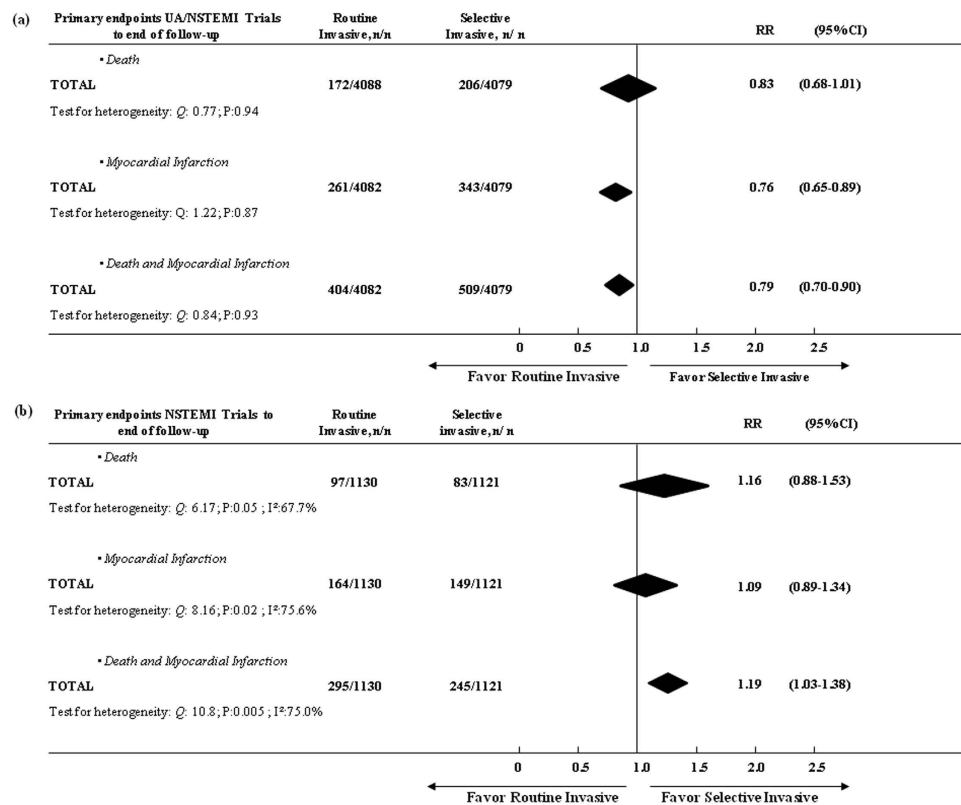 (a) Primary endpoints UA/NSTEMI Trials Routine Selective RR (95%CI)
to end of follow-up Invasive, n/n Invasive, n/ n
▪ Death
TOTAL 172/4088 206/4079 0.83 (0.68-1.01)
Test for heterogeneity: Q: 0.77; P:0.94
▪ Myocardial Infarction
TOTAL 261/4082 343/4079 0.76 (0.65-0.89)
Test for heterogeneity: Q: 1.22; P:0.87
▪ Death and Myocardial Infarction
TOTAL 404/4082 509/4079 0.79 (0.70-0.90)
Test for heterogeneity: Q: 0.84; P:0.93
0 0.5 1.0 1.5 2.0 2.5
Favor Routine Invasive Favor Selective Invasive
(b) Primary endpoints NSTEMI Trials to Routine Selective RR (95%CI)
end of follow-up Invasive, n/n invasive, n/ n
▪ Death
TOTAL 97/1130 83/1121 1.16 (0.88-1.53)
Test for heterogeneity: Q: 6.17; P:0.05 ; I²:67.7%
▪ Myocardial Infarction
TOTAL 164/1130 149/1121 1.09 (0.89-1.34)
Test for heterogeneity: Q: 8.16; P:0.02 ; I²:75.6%
▪ Death and Myocardial Infarction
TOTAL 295/1130 245/1121 1.19 (1.03-1.38)
Test for heterogeneity: Q: 10.8; P:0.005 ; I²:75.0%
0 0.5 1.0 1.5 2.0 2.5
Favor Routine Invasive Favor Selective Invasive